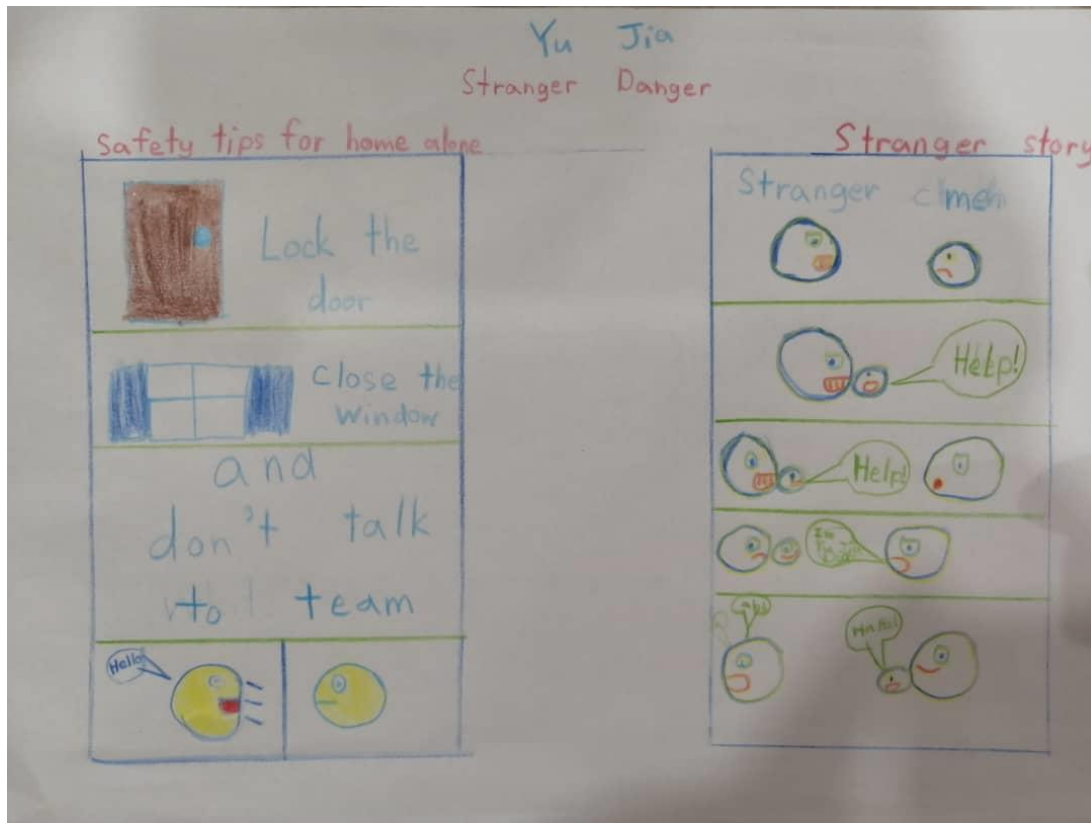 Yu Jia
Stranger Danger
Safety tips for home alone
Lock the
door
Close the
window
and
don't talk
to team
Hello
Stranger story
Stranger me
Help!
Help!